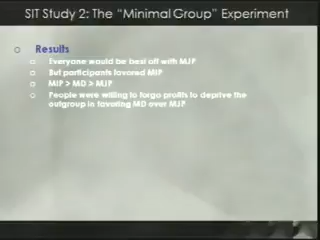 SIT Study 2: The "Minimal Group" Experiment
Results
Everyone would be best off with MJP
But participants favored MIP
MIP > MD > MJP
People were willing to forgo profits to deprive the
outgroup in favoring MD over MJP